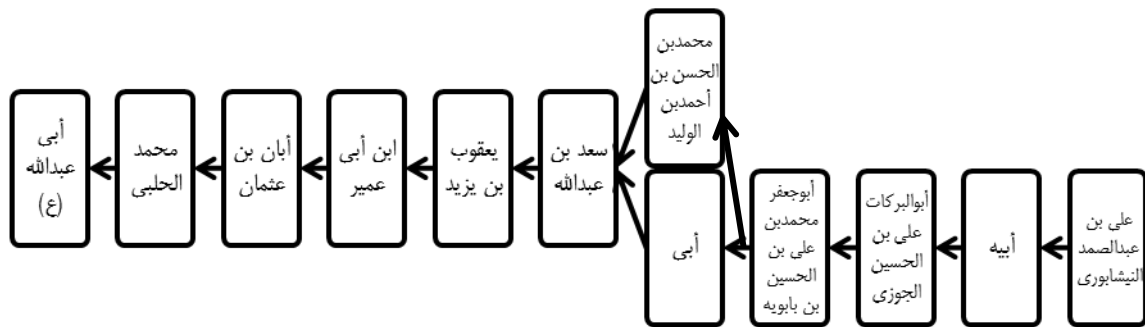 علی بن
عبدالصمد
النیشابوری
أبیه
أبوالبرکات
علی بن
الحسین
الجوزی
أبوجعفر
محمدبن
علی بن
الحسین
بن بابویه
محمدبن
الحسن بن
أحمدبن
الولید
أبی
سعد بن
عبدالله
یعقوب
بن یزید
ابن أبی
عمیر
أبان بن
عثمان
محمد
الحلبی
أبی
عبدالله
(ع)